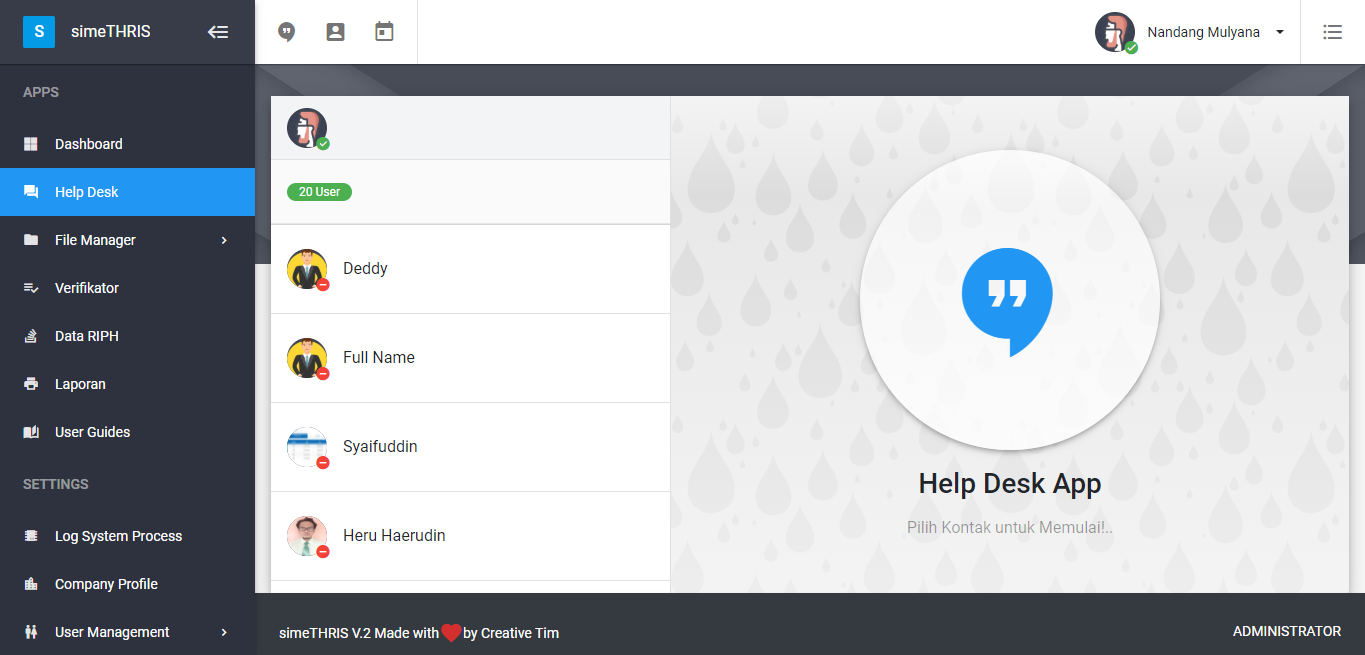 S simeTHRIS
Nandang Mulyana
APPS
Dashboard
Help Desk
File Manager
Verifikator
Data RIPH
Laporan
User Guides
SETTINGS
Log System Process
Company Profile
User Management
20 User
Deddy
Full Name
Syaifuddin
Heru Haerudin
Help Desk App
Pilih Kontak untuk Memulai!..
simeTHRIS V.2 Made with by Creative Tim
ADMINISTRATOR